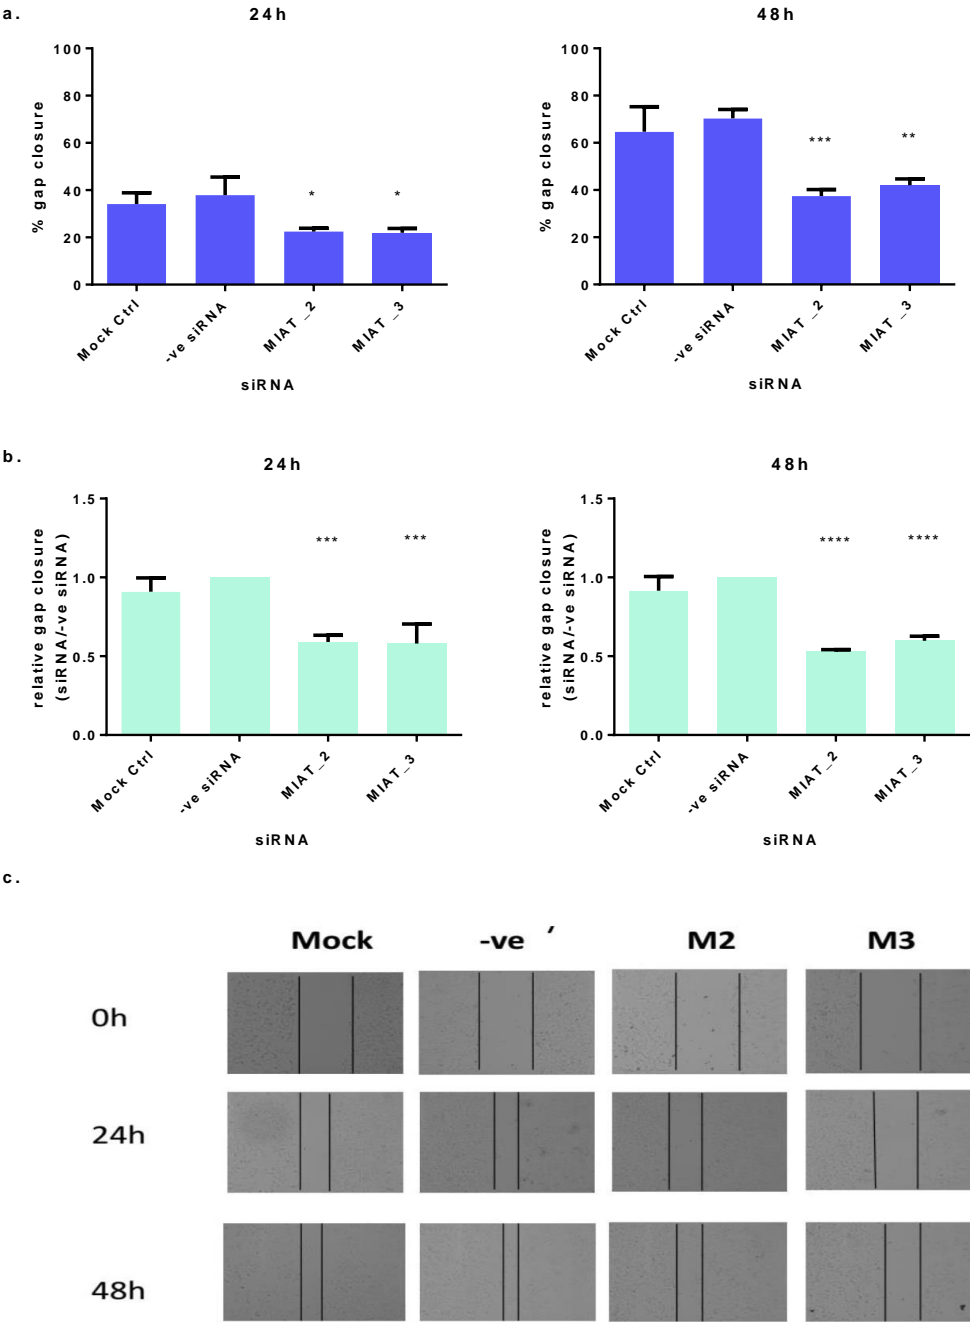 a.
24h
48h
100
80
60
40
20
0
% gap closure
* *
Mock Ctrl
-ve siRNA
MIAT_2
MIAT_3
siRNA
100
80
60
40
20
0
% gap closure
*** **
Mock Ctrl
-ve siRNA
MIAT_2
MIAT_3
siRNA
b.
24h
48h
1.5
1.0
0.5
0.0
relative gap closure
(siRNA/-ve siRNA)
*** ***
Mock Ctrl
-ve siRNA
MIAT_2
MIAT_3
siRNA
1.5
1.0
0.5
0.0
relative gap closure
(siRNA/-ve siRNA)
**** ****
Mock Ctrl
-ve siRNA
MIAT_2
MIAT_3
siRNA
c.
Mock -ve ′ M2 M3
0h
24h
48h